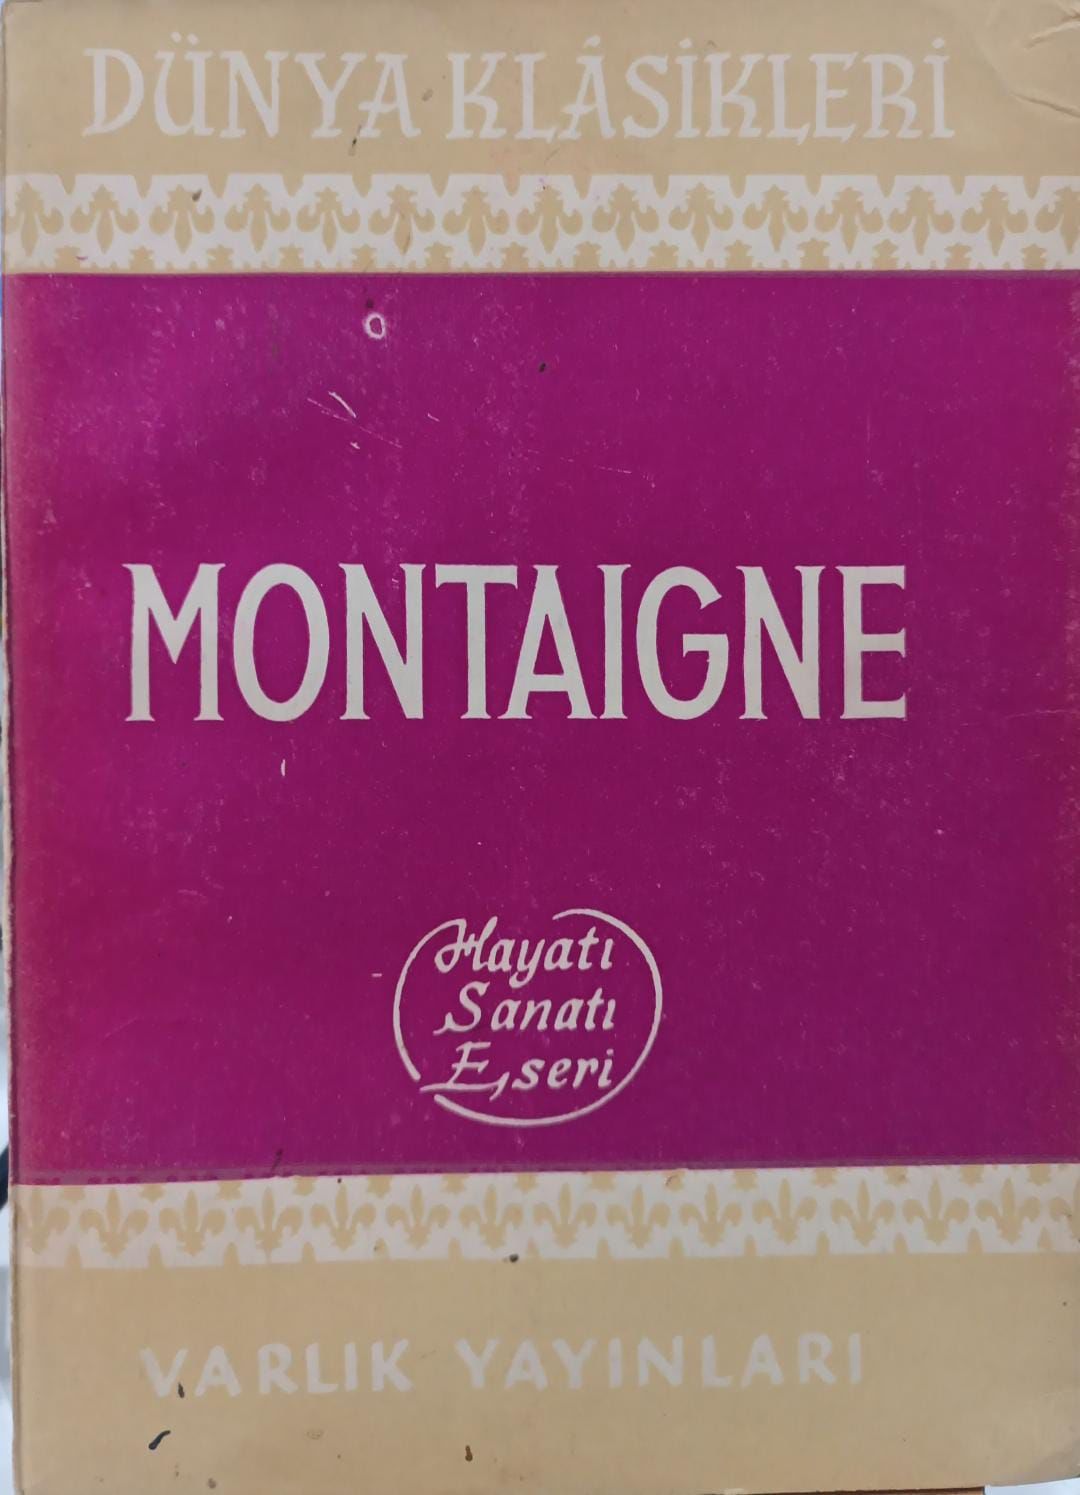 DÜNYA KLÂSİKLERİ
MONTAIGNE
Hayatı
Sanatı
Eseri
VARLIK YAYINLARI